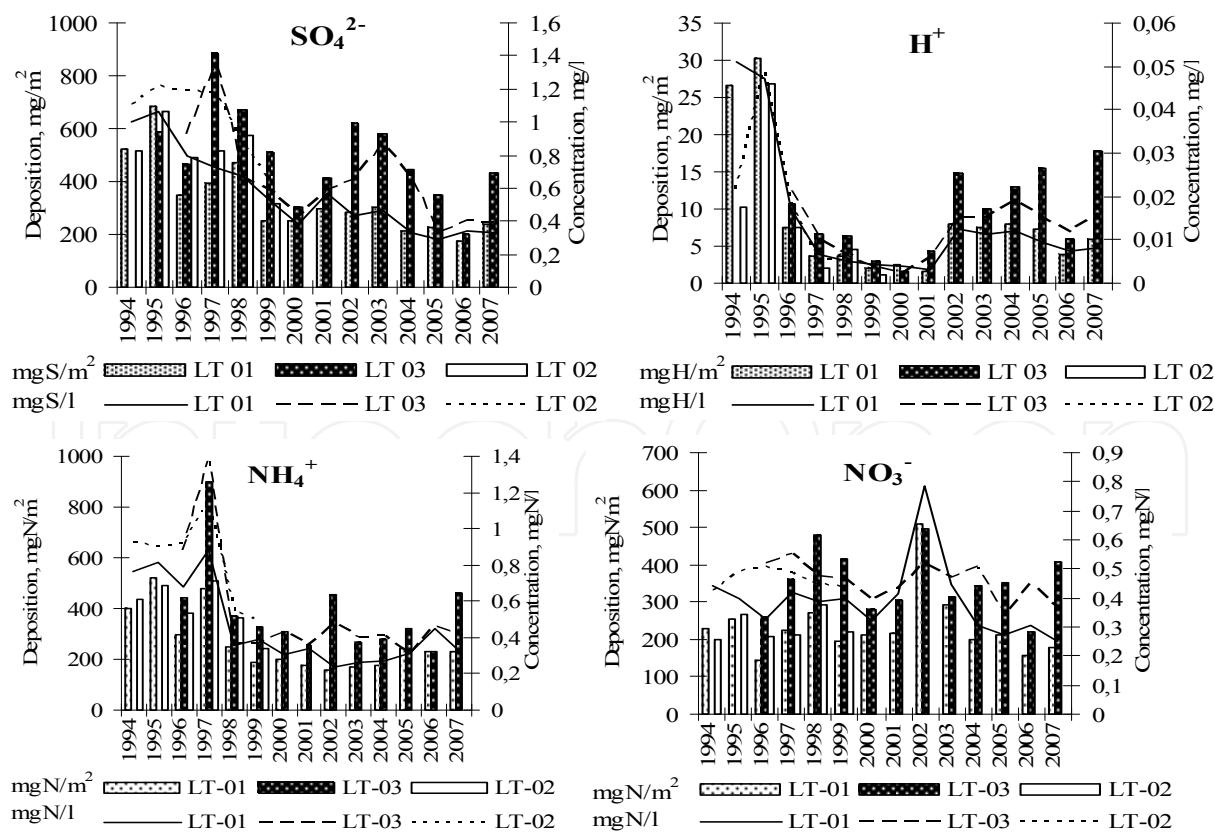 SO₄²⁻
Deposition, mg/m²
1000
800
600
400
200
0
Concentration, mg/l
1,6
1,4
1,2
1
0,8
0,6
0,4
0,2
0
1994 1995 1996 1997 1998 1999 2000 2001 2002 2003 2004 2005 2006 2007
mgS/m² LT 01 LT 03 LT 02
mgS/l LT 01 LT 03 LT 02
H⁺
Deposition, mg/m²
35
30
25
20
15
10
5
0
Concentration, mg/l
0,06
0,05
0,04
0,03
0,02
0,01
0
1994 1995 1996 1997 1998 1999 2000 2001 2002 2003 2004 2005 2006 2007
mgH/m² LT 01 LT 03 LT 02
mgH/l LT 01 LT 03 LT 02
NH₄⁺
Deposition, mgN/m²
1000
800
600
400
200
0
Concentration, mgN/l
1,4
1,2
1
0,8
0,6
0,4
0,2
0
1994 1995 1996 1997 1998 1999 2000 2001 2002 2003 2004 2005 2006 2007
mgN/m² LT-01 LT-03 LT-02
mgN/l LT-01 LT-03 LT-02
NO₃⁻
Deposition, mgN/m²
700
600
500
400
300
200
100
0
Concentration, mgN/l
0,9
0,8
0,7
0,6
0,5
0,4
0,3
0,2
0,1
0
1994 1995 1996 1997 1998 1999 2000 2001 2002 2003 2004 2005 2006 2007
mgN/m² LT-01 LT-03 LT-02
mgN/l LT-01 LT-03 LT-02